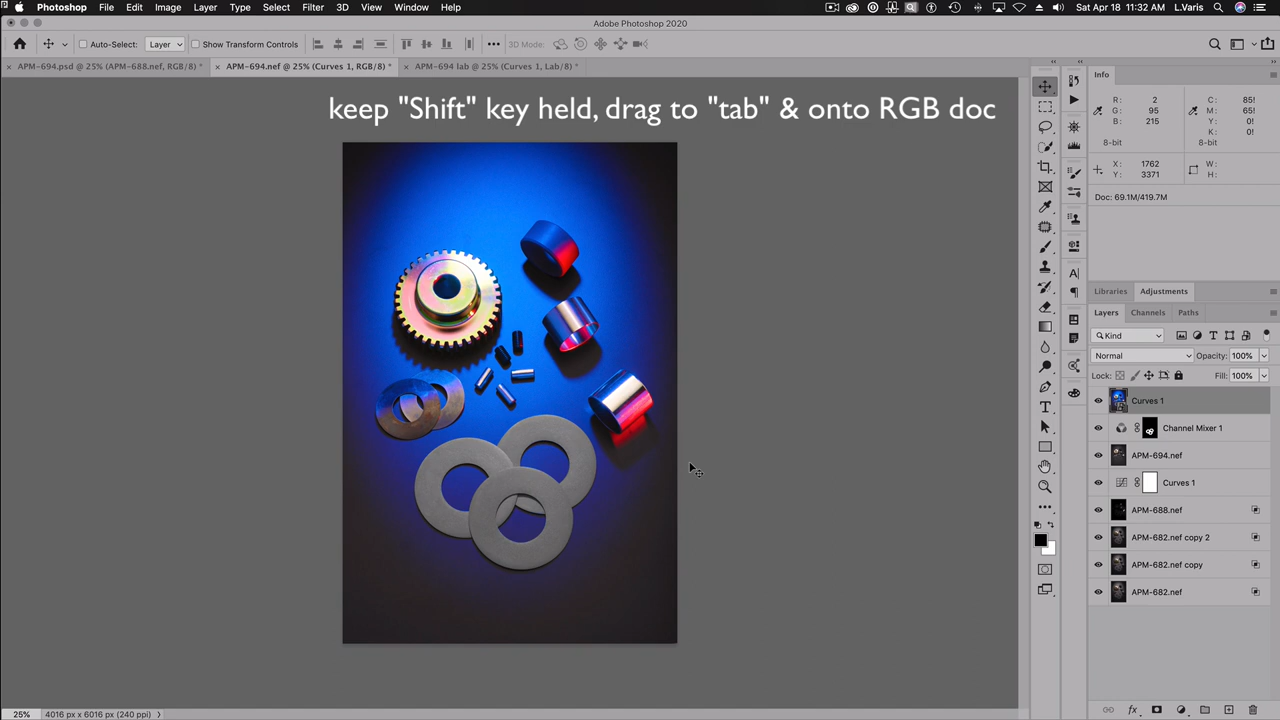 Photoshop File Edit Image Layer Type Select Filter 3D View Window Help
Sat Apr 18 11:32 AM L.Varis
Adobe Photoshop 2020
Auto-Select: Layer Show Transform Controls ••• 3D Mode:
× APM-694.psd @ 25% (APM-688.nef, RGB/8) * × APM-694.nef @ 25% (Curves 1, RGB/8) * × APM-694 lab @ 25% (Curves 1, Lab/8) *
keep "Shift" key held, drag to "tab" & onto RGB doc
Info
R: 2 C: 85!
G: 95 M: 65!
B: 215 Y: 0!
K: 0!
8-bit 8-bit
X: 1762 W:
Y: 3371 H:
Doc: 69.1M/419.7M
Libraries Adjustments
Layers Channels Paths
Kind
Normal Opacity: 100%
Lock: Fill: 100%
Curves 1
Channel Mixer 1
APM-694.nef
Curves 1
APM-688.nef
APM-682.nef copy 2
APM-682.nef copy
APM-682.nef
25% 4016 px x 6016 px (240 ppi)
fx